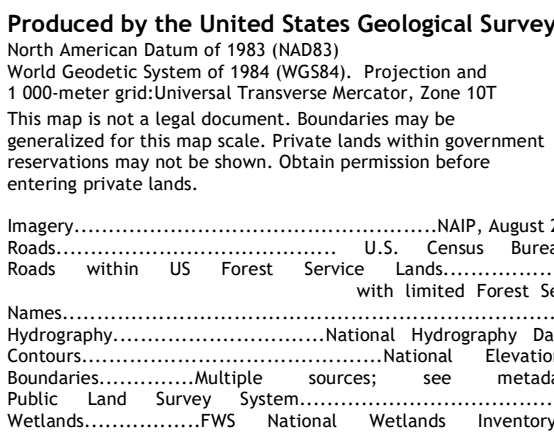 Produced by the United States Geological Survey
North American Datum of 1983 (NAD83)
World Geodetic System of 1984 (WGS84). Projection and
1 000-meter grid:Universal Transverse Mercator, Zone 10T
This map is not a legal document. Boundaries may be
generalized for this map scale. Private lands within government
reservations may not be shown. Obtain permission before
entering private lands.
Imagery.....................................................NAIP, August
Roads......................................... U.S. Census
Roads within US Forest Service Lands................
with limited Forest
Names........................................................................
Hydrography...............................National Hydrography
Contours............................................National
Boundaries..............Multiple sources; see
Public Land Survey System.....................................
Wetlands.................FWS National Wetlands Inventory